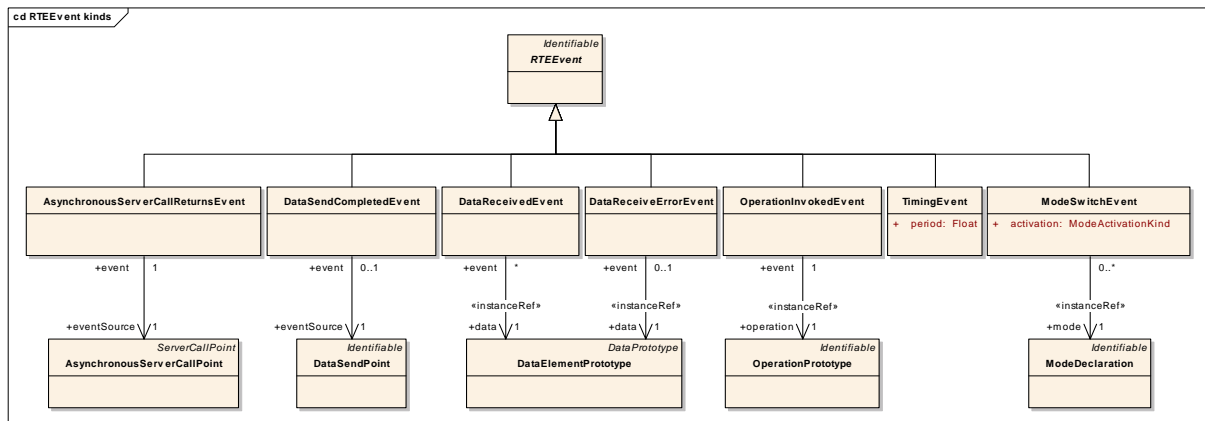 cd RTEEvent kinds
Identifiable
RTEEvent
AsynchronousServerCallReturnsEvent
DataSendCompletedEvent
DataReceivedEvent
DataReceiveErrorEvent
OperationInvokedEvent
TimingEvent
+ period: Float
ModeSwitchEvent
+ activation: ModeActivationKind
+event 1
+event 0..1
+event *
+event 0..1
+event 1
0..*
«instanceRef»
«instanceRef»
«instanceRef»
«instanceRef»
+eventSource 1
+eventSource 1
+data 1
+data 1
+operation 1
+mode 1
ServerCallPoint
AsynchronousServerCallPoint
Identifiable
DataSendPoint
DataPrototype
DataElementPrototype
Identifiable
OperationPrototype
Identifiable
ModeDeclaration